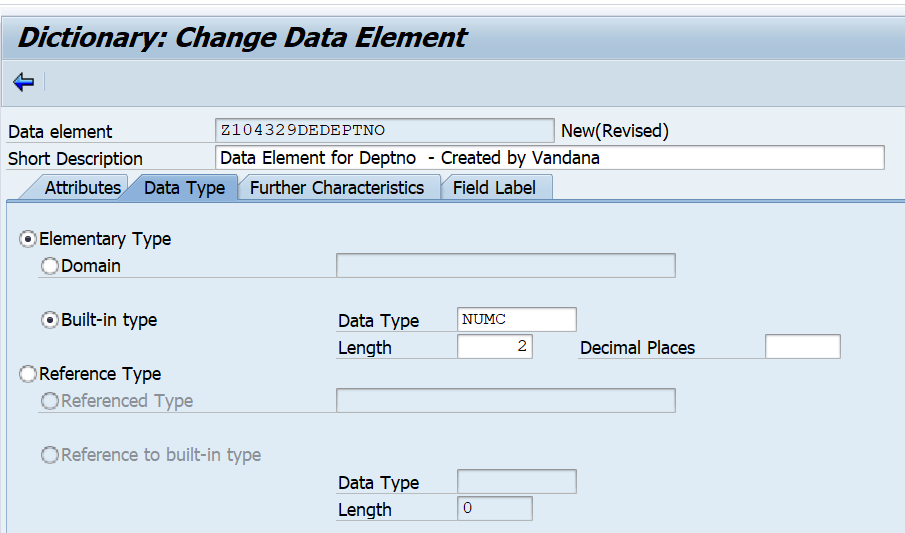 Dictionary: Change Data Element
Data element Z104329DEDEPTNO New(Revised)
Short Description Data Element for Deptno - Created by Vandana
Attributes Data Type Further Characteristics Field Label
Elementary Type
Domain
Built-in type Data Type NUMC
Length 2 Decimal Places
Reference Type
Referenced Type
Reference to built-in type
Data Type
Length 0